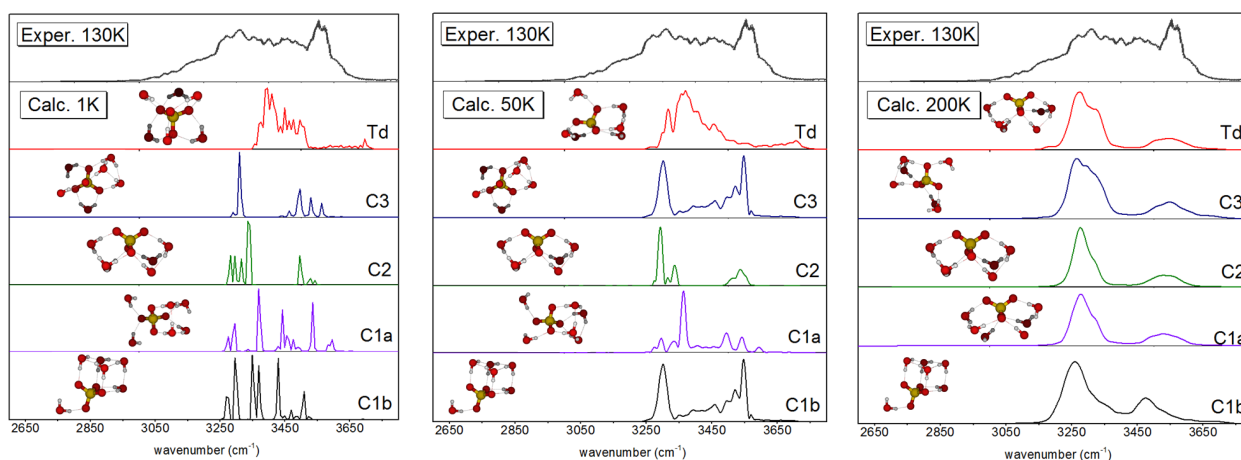 Exper. 130K
Calc. 1K
Td
C3
C2
C1a
C1b
2650 2850 3050 3250 3450 3650
wavenumber (cm⁻¹)
Exper. 130K
Calc. 50K
Td
C3
C2
C1a
C1b
2650 2850 3050 3250 3450 3650
wavenumber (cm⁻¹)
Exper. 130K
Calc. 200K
Td
C3
C2
C1a
C1b
2650 2850 3050 3250 3450 3650
wavenumber (cm⁻¹)